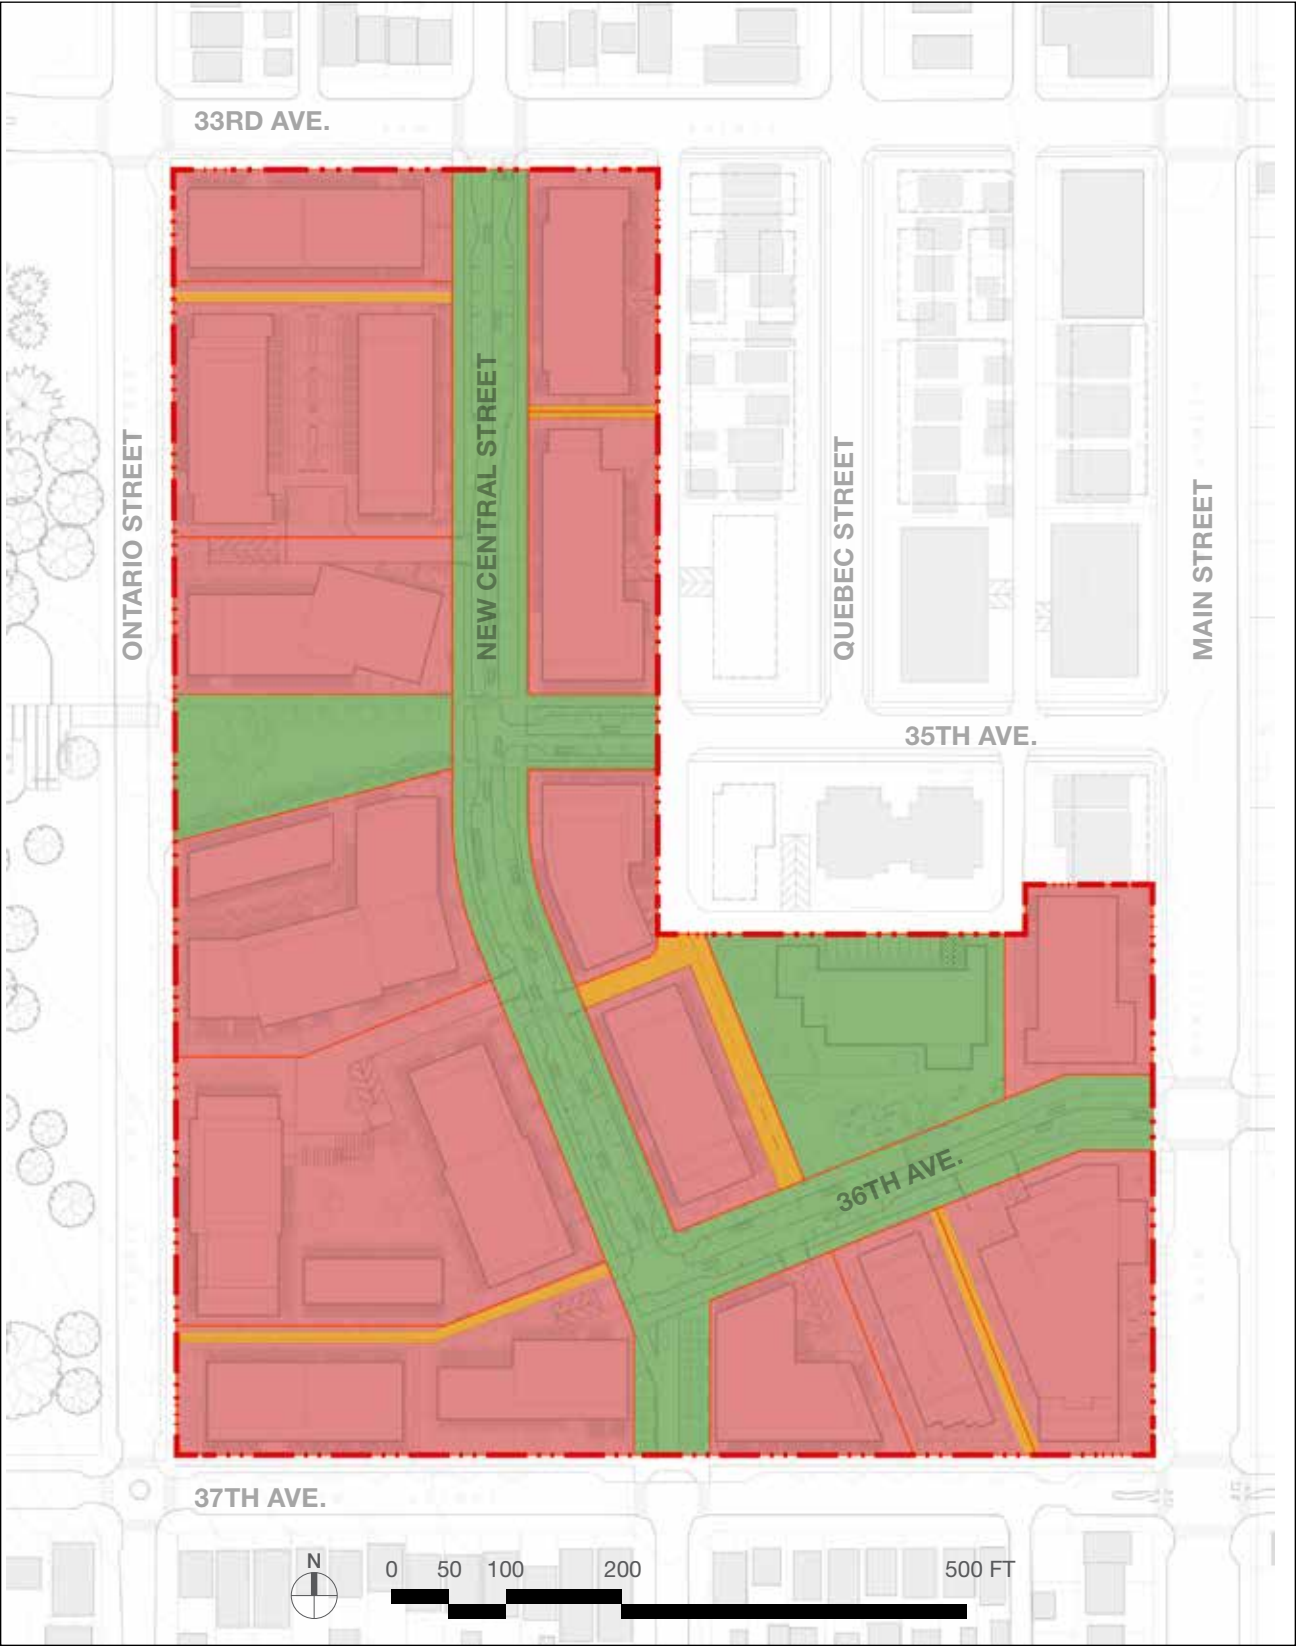 33RD AVE.
ONTARIO STREET
NEW CENTRAL STREET
QUEBEC STREET
MAIN STREET
35TH AVE.
36TH AVE.
37TH AVE.
N
0 50 100 200 500 FT